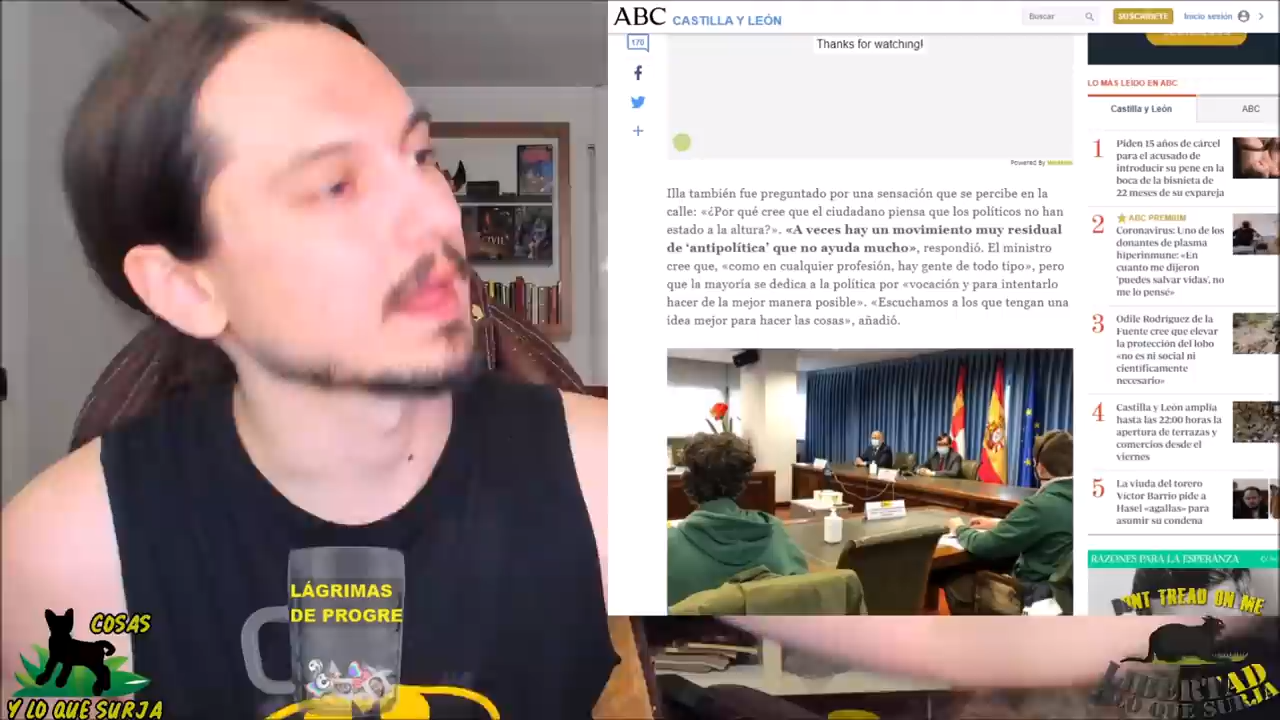 ABC CASTILLA Y LEÓN
Buscar
SUSCRÍBETE
Inicio sesión
170
Thanks for watching!
Powered By
Illa también fue preguntado por una sensación que se percibe en la
calle: «¿Por qué cree que el ciudadano piensa que los políticos no han
estado a la altura?». «A veces hay un movimiento muy residual
de ‘antipolítica’ que no ayuda mucho», respondió. El ministro
cree que, «como en cualquier profesión, hay gente de todo tipo», pero
que la mayoría se dedica a la política por «vocación y para intentarlo
hacer de la mejor manera posible». «Escuchamos a los que tengan una
idea mejor para hacer las cosas», añadió.
LO MÁS LEÍDO EN ABC
Castilla y León
ABC
1 Piden 15 años de cárcel
para el acusado de
introducir su pene en la
boca de la bisnieta de
22 meses de su expareja
2 ABC PREMIUM
Coronavirus: Uno de los
donantes de plasma
hiperinmune: «En
cuanto me dijeron
'puedes salvar vidas', no
me lo pensé»
3 Odile Rodríguez de la
Fuente cree que elevar
la protección del lobo
«no es ni social ni
científicamente
necesario»
4 Castilla y León amplía
hasta las 22:00 horas la
apertura de terrazas y
comercios desde el
viernes
5 La viuda del torero
Víctor Barrio pide a
Hasel «agallas» para
asumir su condena
RAZONES PARA LA ESPERANZA
LÁGRIMAS
DE PROGRE
COSAS
Y LO QUE SURJA
ONT TREAD ON ME
LIBERTAD
LO QUE SURJA